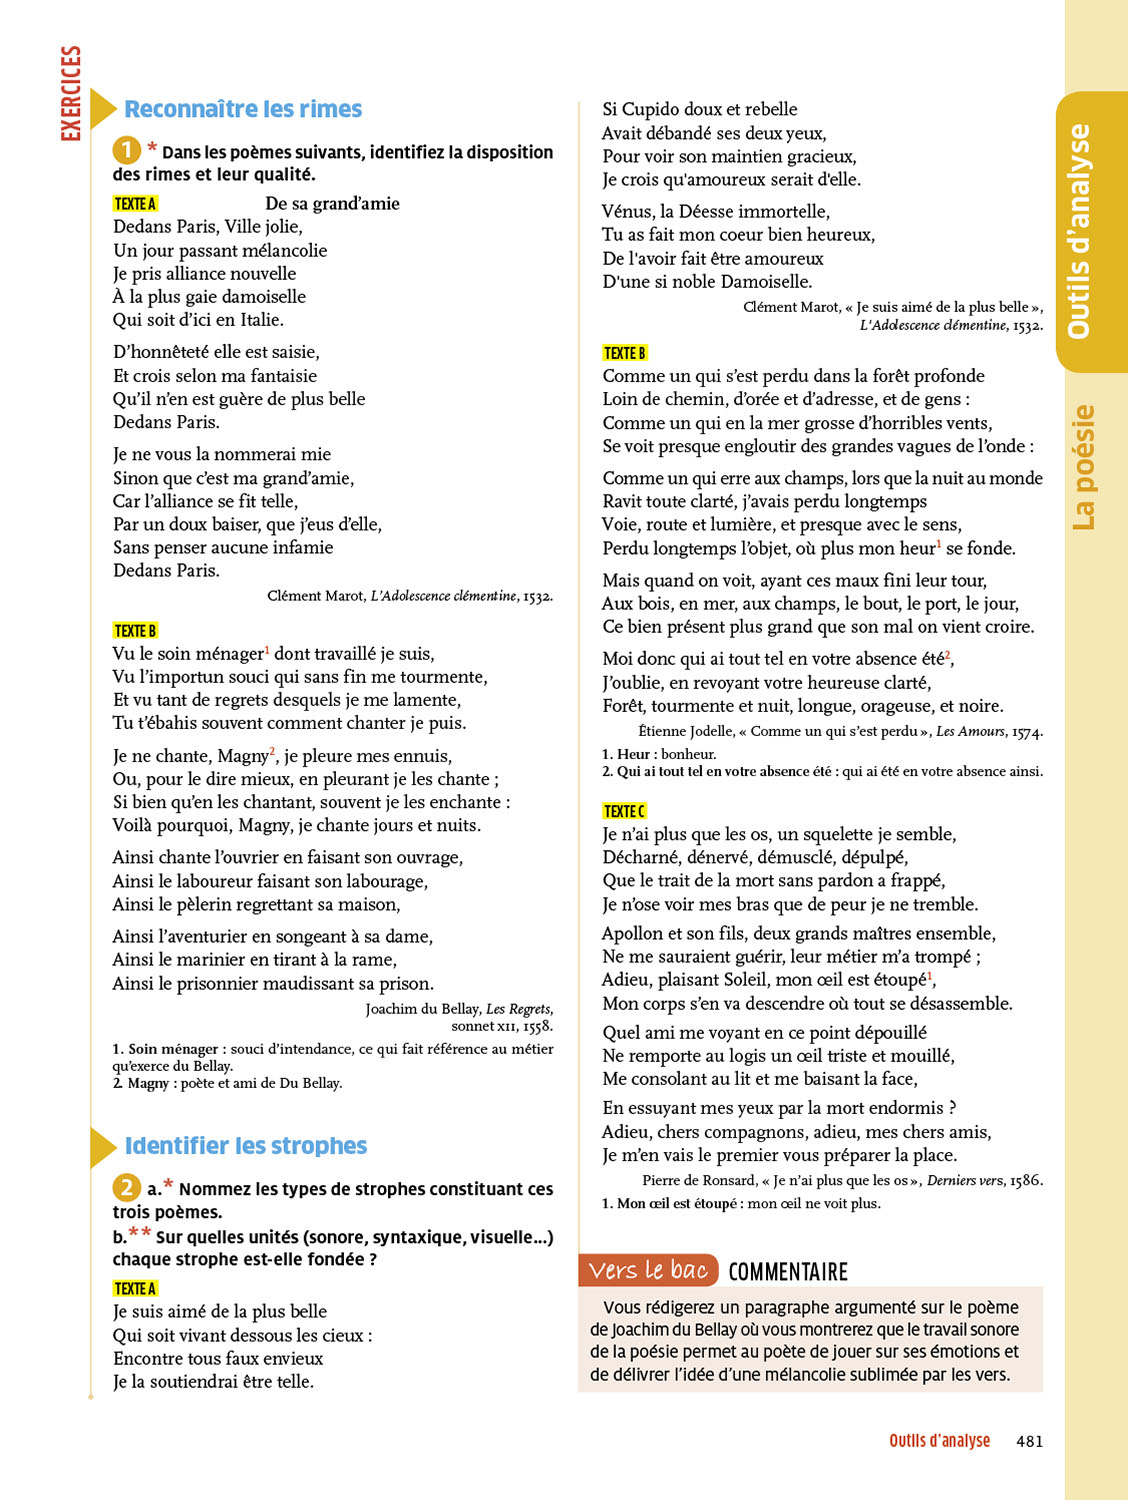 EXERCICES
Reconnaître les rimes
1 * Dans les poèmes suivants, identifiez la disposition
des rimes et leur qualité.
TEXTE A De sa grand’amie
Dedans Paris, Ville jolie,
Un jour passant mélancolie
Je pris alliance nouvelle
À la plus gaie damoiselle
Qui soit d’ici en Italie.
D’honnêteté elle est saisie,
Et crois selon ma fantaisie
Qu’il n’en est guère de plus belle
Dedans Paris.
Je ne vous la nommerai mie
Sinon que c’est ma grand’amie,
Car l’alliance se fit telle,
Par un doux baiser, que j’eus d’elle,
Sans penser aucune infamie
Dedans Paris.
Clément Marot, L’Adolescence clémentine, 1532.
TEXTE B
Vu le soin ménager1 dont travaillé je suis,
Vu l’importun souci qui sans fin me tourmente,
Et vu tant de regrets desquels je me lamente,
Tu t’ébahis souvent comment chanter je puis.
Je ne chante, Magny2, je pleure mes ennuis,
Ou, pour le dire mieux, en pleurant je les chante ;
Si bien qu’en les chantant, souvent je les enchante :
Voilà pourquoi, Magny, je chante jours et nuits.
Ainsi chante l’ouvrier en faisant son ouvrage,
Ainsi le laboureur faisant son labourage,
Ainsi le pèlerin regrettant sa maison,
Ainsi l’aventurier en songeant à sa dame,
Ainsi le marinier en tirant à la rame,
Ainsi le prisonnier maudissant sa prison.
Joachim du Bellay, Les Regrets,
sonnet XII, 1558.
1. Soin ménager : souci d’intendance, ce qui fait référence au métier
qu’exerce du Bellay.
2. Magny : poète et ami de Du Bellay.
Identifier les strophes
2 a.* Nommez les types de strophes constituant ces
trois poèmes.
b.** Sur quelles unités (sonore, syntaxique, visuelle...)
chaque strophe est-elle fondée ?
TEXTE A
Je suis aimé de la plus belle
Qui soit vivant dessous les cieux :
Encontre tous faux envieux
Je la soutiendrai être telle.
Si Cupido doux et rebelle
Avait débandé ses deux yeux,
Pour voir son maintien gracieux,
Je crois qu'amoureux serait d'elle.
Vénus, la Déesse immortelle,
Tu as fait mon coeur bien heureux,
De l'avoir fait être amoureux
D'une si noble Damoiselle.
Clément Marot, « Je suis aimé de la plus belle »,
L'Adolescence clémentine, 1532.
TEXTE B
Comme un qui s’est perdu dans la forêt profonde
Loin de chemin, d’orée et d’adresse, et de gens :
Comme un qui en la mer grosse d’horribles vents,
Se voit presque engloutir des grandes vagues de l’onde :
Comme un qui erre aux champs, lors que la nuit au monde
Ravit toute clarté, j’avais perdu longtemps
Voie, route et lumière, et presque avec le sens,
Perdu longtemps l’objet, où plus mon heur1 se fonde.
Mais quand on voit, ayant ces maux fini leur tour,
Aux bois, en mer, aux champs, le bout, le port, le jour,
Ce bien présent plus grand que son mal on vient croire.
Moi donc qui ai tout tel en votre absence été2,
J’oublie, en revoyant votre heureuse clarté,
Forêt, tourmente et nuit, longue, orageuse, et noire.
Étienne Jodelle, « Comme un qui s’est perdu », Les Amours, 1574.
1. Heur : bonheur.
2. Qui ai tout tel en votre absence été : qui ai été en votre absence ainsi.
TEXTE C
Je n’ai plus que les os, un squelette je semble,
Décharné, dénervé, démusclé, dépulpé,
Que le trait de la mort sans pardon a frappé,
Je n’ose voir mes bras que de peur je ne tremble.
Apollon et son fils, deux grands maîtres ensemble,
Ne me sauraient guérir, leur métier m’a trompé ;
Adieu, plaisant Soleil, mon œil est étoupé1,
Mon corps s’en va descendre où tout se désassemble.
Quel ami me voyant en ce point dépouillé
Ne remporte au logis un œil triste et mouillé,
Me consolant au lit et me baisant la face,
En essuyant mes yeux par la mort endormis ?
Adieu, chers compagnons, adieu, mes chers amis,
Je m’en vais le premier vous préparer la place.
Pierre de Ronsard, « Je n’ai plus que les os », Derniers vers, 1586.
1. Mon œil est étoupé : mon œil ne voit plus.
Vers le bac COMMENTAIRE
Vous rédigerez un paragraphe argumenté sur le poème
de Joachim du Bellay où vous montrerez que le travail sonore
de la poésie permet au poète de jouer sur ses émotions et
de délivrer l’idée d’une mélancolie sublimée par les vers.
Outils d’analyse
La poésie
Outils d’analyse 481